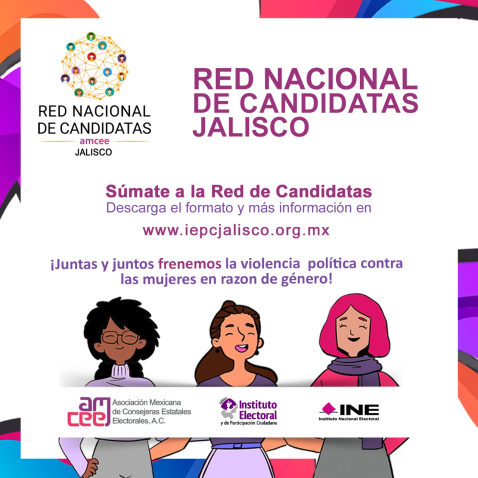 RED NACIONAL
DE CANDIDATAS
amcee
JALISCO
RED NACIONAL
DE CANDIDATAS
JALISCO
Súmate a la Red de Candidatas
Descarga el formato y más información en
www.iepcjalisco.org.mx
¡Juntas y juntos frenemos la violencia política contra
las mujeres en razon de género!
am
cee
Asociación Mexicana
de Consejeras Estatales
Electorales, A.C.
Instituto
Electoral
y de Participación Ciudadana
INE
Instituto Nacional Electoral